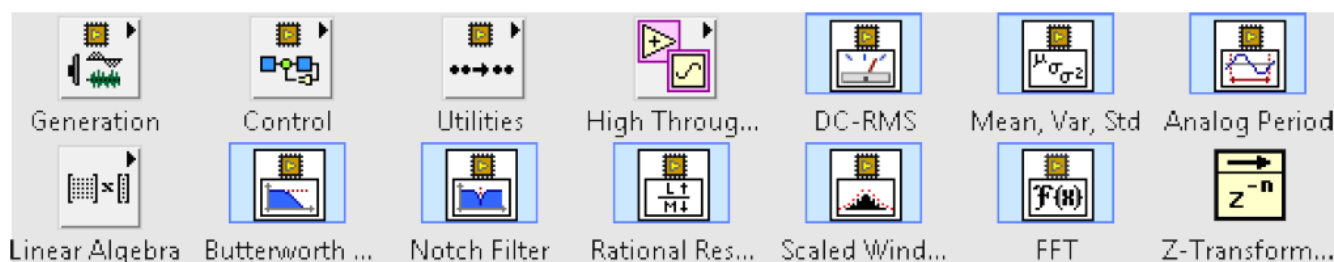 Generation Control Utilities High Throug... DC-RMS Mean, Var, Std Analog Period
μ σ σ²
[ ] x [ ]
L↑
M↓
F(x)
z⁻ⁿ
Linear Algebra Butterworth ... Notch Filter Rational Res... Scaled Wind... FFT Z-Transform...